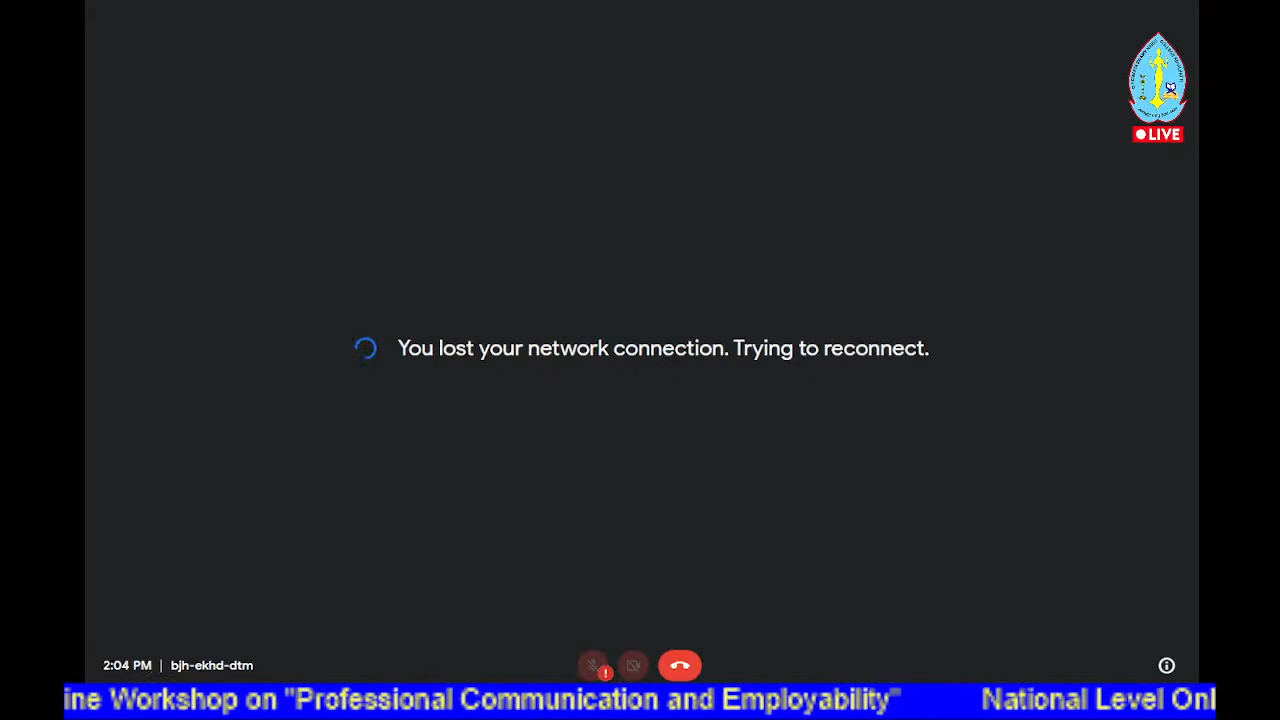 LIVE
You lost your network connection. Trying to reconnect.
2:04 PM | bjh-ekhd-dtm
ine Workshop on "Professional Communication and Employability" National Level Onl